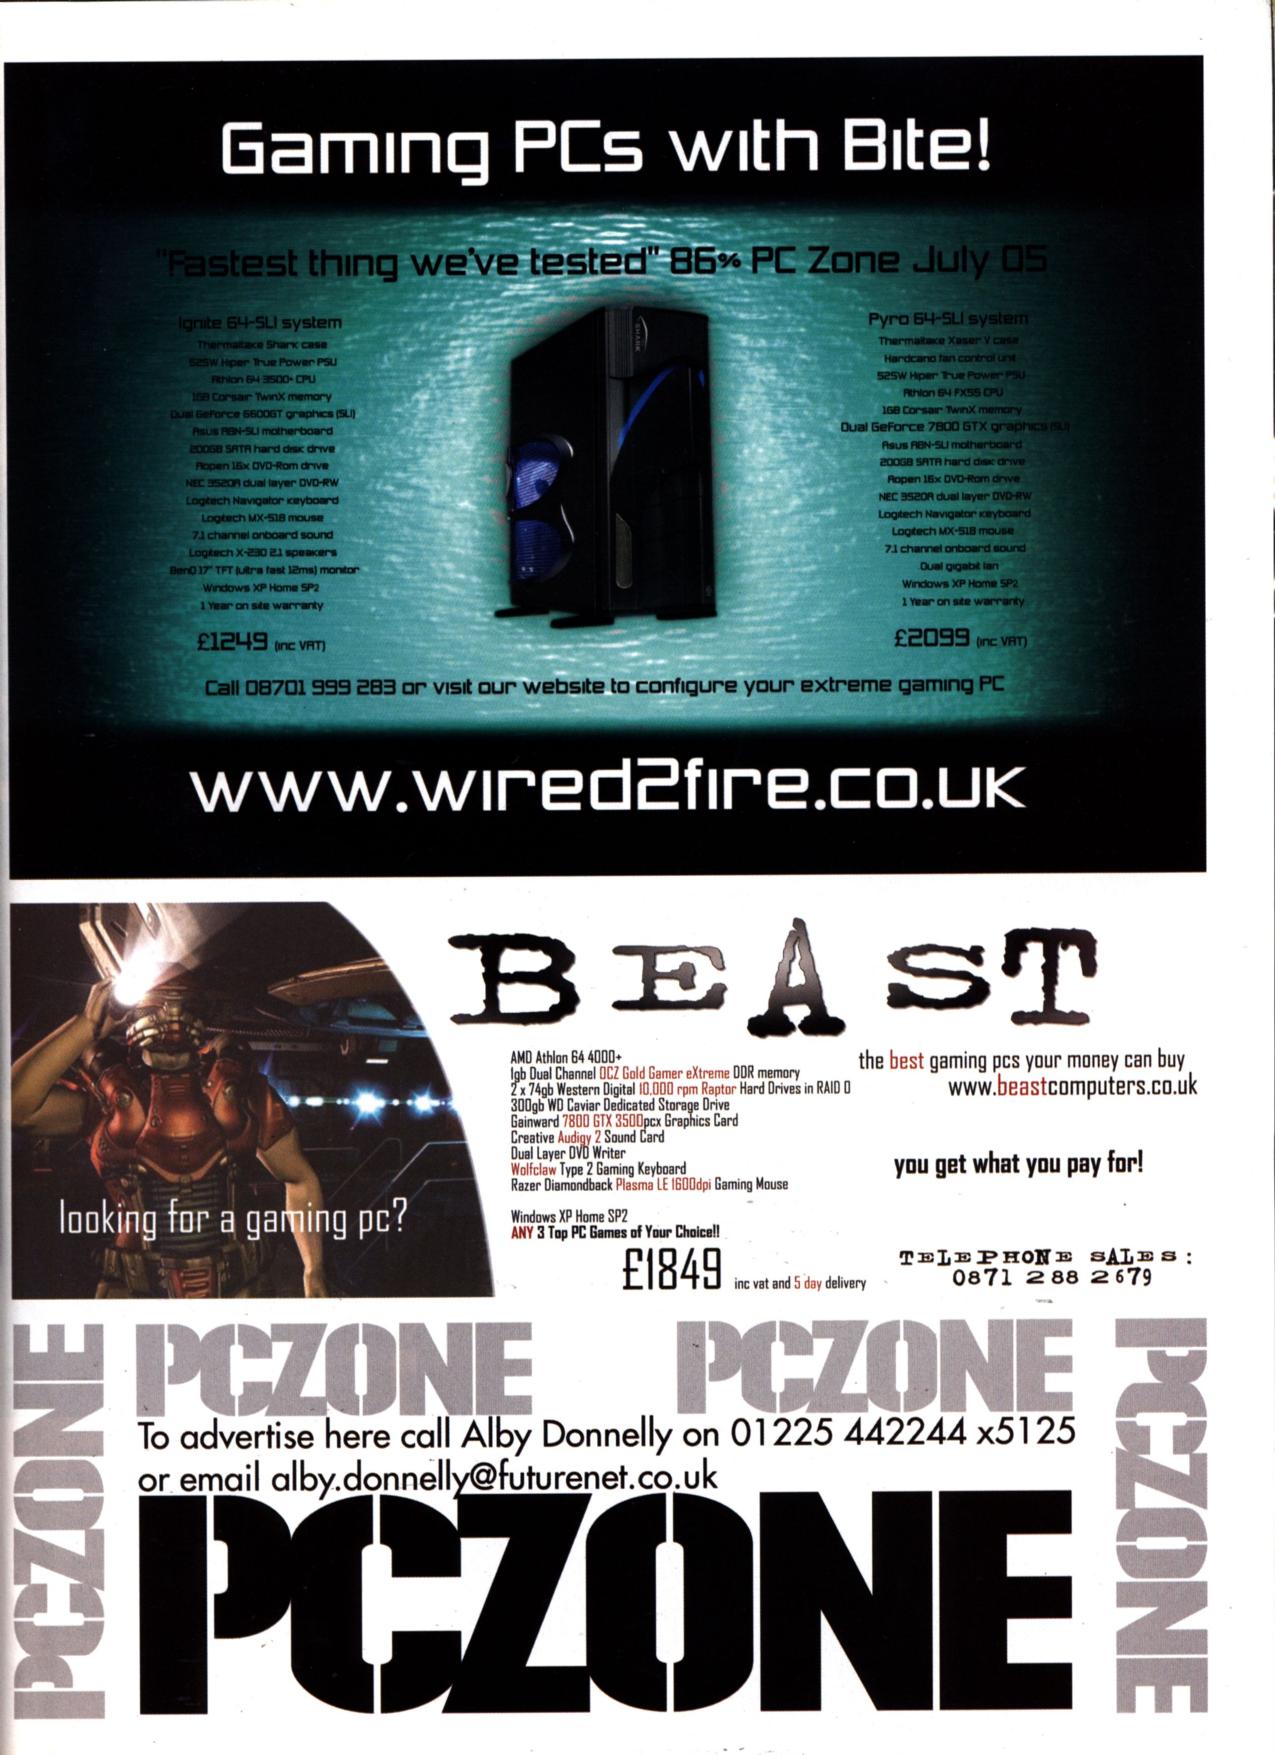 Gaming PCs with Bite!
"Fastest thing we've tested" 86% PC Zone July 05
Ignite 64-SLI system
Thermaltake Shark case
525W Hiper True Power PSU
Athlon 64 3500+ CPU
1GB Corsair TwinX memory
Dual GeForce 6600GT graphics (SLI)
Asus A8N-SLI motherboard
200GB SATA hard disk drive
Aopen 16x DVD-Rom drive
NEC 3520A dual layer DVD-RW
Logitech Navigator keyboard
Logitech MX-518 mouse
7.1 channel onboard sound
Logitech X-230 2.1 speakers
BenQ 17" TFT (ultra fast 12ms) monitor
Windows XP Home SP2
1 Year on site warranty
£1249 (inc VAT)
SHARK
Pyro 64-SLI system
Thermaltake Xaser V case
Hardcano fan control unit
525W Hiper True Power PSU
Athlon 64 FX55 CPU
1GB Corsair TwinX memory
Dual GeForce 7800 GTX graphics (SLI)
Asus A8N-SLI motherboard
200GB SATA hard disk drive
Aopen 16x DVD-Rom drive
NEC 3520A dual layer DVD-RW
Logitech Navigator keyboard
Logitech MX-518 mouse
7.1 channel onboard sound
Dual gigabit lan
Windows XP Home SP2
1 Year on site warranty
£2099 (inc VAT)
Call 08701 999 283 or visit our website to configure your extreme gaming PC
www.wired2fire.co.uk
looking for a gaming pc?
BEAST
AMD Athlon 64 4000+
1gb Dual Channel OCZ Gold Gamer eXtreme DDR memory
2 x 74gb Western Digital 10,000 rpm Raptor Hard Drives in RAID 0
300gb WD Caviar Dedicated Storage Drive
Gainward 7800 GTX 3500pcx Graphics Card
Creative Audigy 2 Sound Card
Dual Layer DVD Writer
Wolfclaw Type 2 Gaming Keyboard
Razer Diamondback Plasma LE 1600dpi Gaming Mouse
Windows XP Home SP2
ANY 3 Top PC Games of Your Choice!!
£1849 inc vat and 5 day delivery
the best gaming pcs your money can buy
www.beastcomputers.co.uk
you get what you pay for!
TELEPHONE SALES:
0871 288 2679
PCZONE
PCZONE
PCZONE
PCZONE
To advertise here call Alby Donnelly on 01225 442244 x5125
or email alby.donnelly@futurenet.co.uk
PCZONE